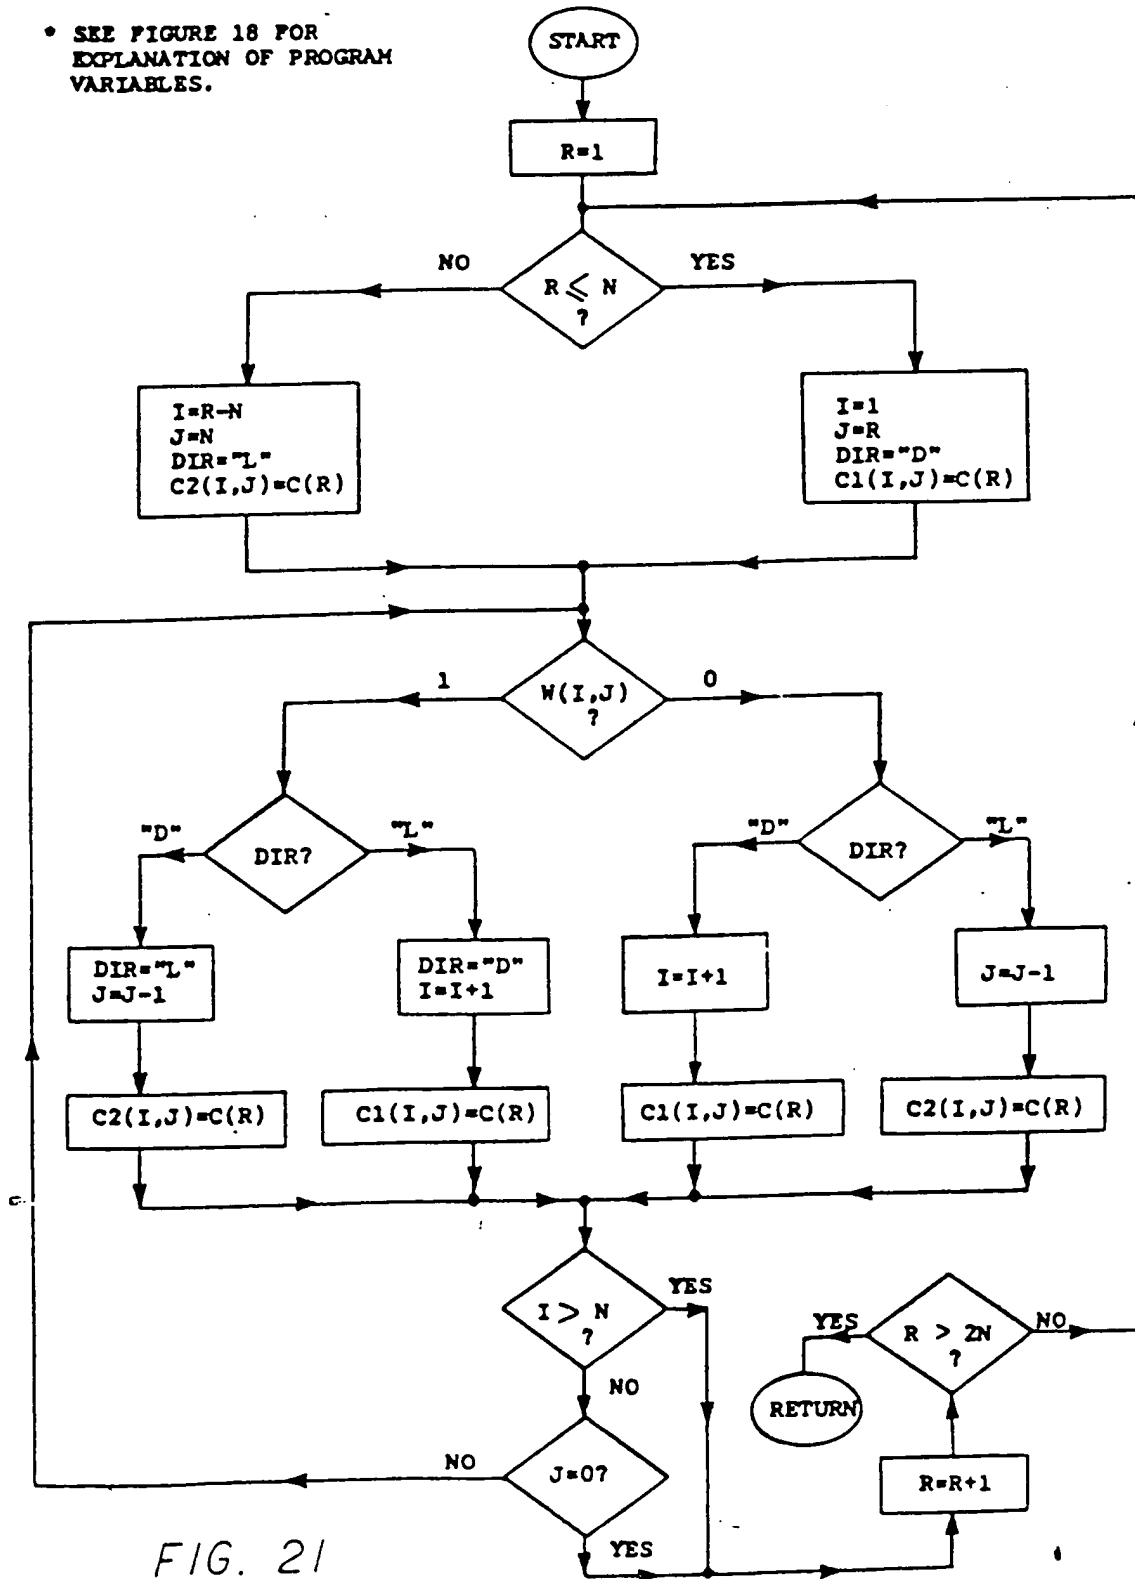 * SEE FIGURE 18 FOR
EXPLANATION OF PROGRAM
VARIABLES.
START
R=1
NO
YES
R ≤ N
?
I=R-N
J=N
DIR="L"
C2(I,J)=C(R)
I=1
J=R
DIR="D"
C1(I,J)=C(R)
1
W(I,J)
?
0
"D"
DIR?
"L"
"D"
DIR?
"L"
DIR="L"
J=J-1
DIR="D"
I=I+1
I=I+1
J=J-1
C2(I,J)=C(R)
C1(I,J)=C(R)
C1(I,J)=C(R)
C2(I,J)=C(R)
I > N
?
YES
NO
YES
R > 2N
?
NO
RETURN
NO
J=0?
YES
R=R+1
FIG. 21